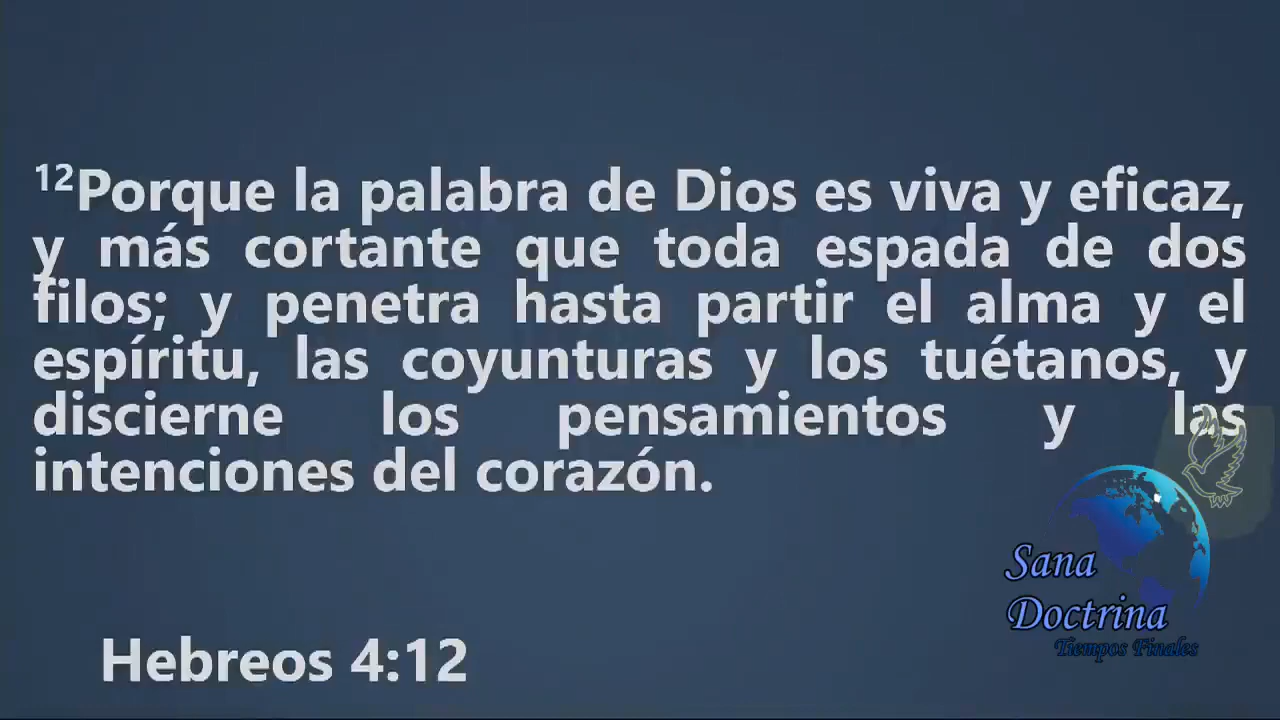 ¹²Porque la palabra de Dios es viva y eficaz,
y más cortante que toda espada de dos
filos; y penetra hasta partir el alma y el
espíritu, las coyunturas y los tuétanos, y
discierne los pensamientos y las
intenciones del corazón.
Sana
Doctrina
Tiempos Finales
Hebreos 4:12